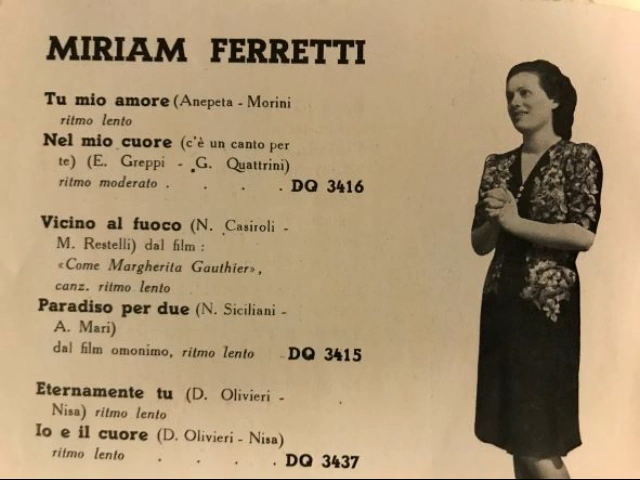 MIRIAM FERRETTI
Tu mio amore (Anepeta - Morini
ritmo lento
Nel mio cuore (c'è un canto per
te) (E. Greppi - G. Quattrini)
ritmo moderato . . . . DQ 3416
Vicino al fuoco (N. Casiroli -
M. Restelli) dal film :
«Come Margherita Gauthier»,
canz. ritmo lento
Paradiso per due (N. Siciliani -
A. Mari)
dal film omonimo, ritmo lento - DQ 3415
Eternamente tu (D. Olivieri -
Nisa) ritmo lento
Io e il cuore (D. Olivieri - Nisa)
ritmo lento . . . . DQ 3437